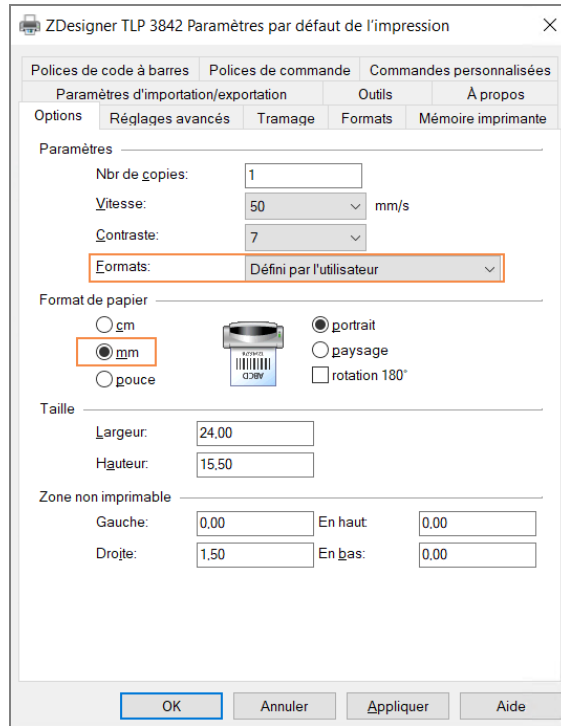 ZDesigner TLP 3842 Paramètres par défaut de l'impression
Polices de code à barres Polices de commande Commandes personnalisées
Paramètres d'importation/exportation Outils À propos
Options Réglages avancés Tramage Formats Mémoire imprimante
Paramètres
Nbr de copies: 1
Vitesse: 50 mm/s
Contraste: 7
Formats: Défini par l'utilisateur
Format de papier
cm portrait
mm paysage
pouce rotation 180°
ABCD
Taille
Largeur: 24,00
Hauteur: 15,50
Zone non imprimable
Gauche: 0,00 En haut: 0,00
Droite: 1,50 En bas: 0,00
OK Annuler Appliquer Aide